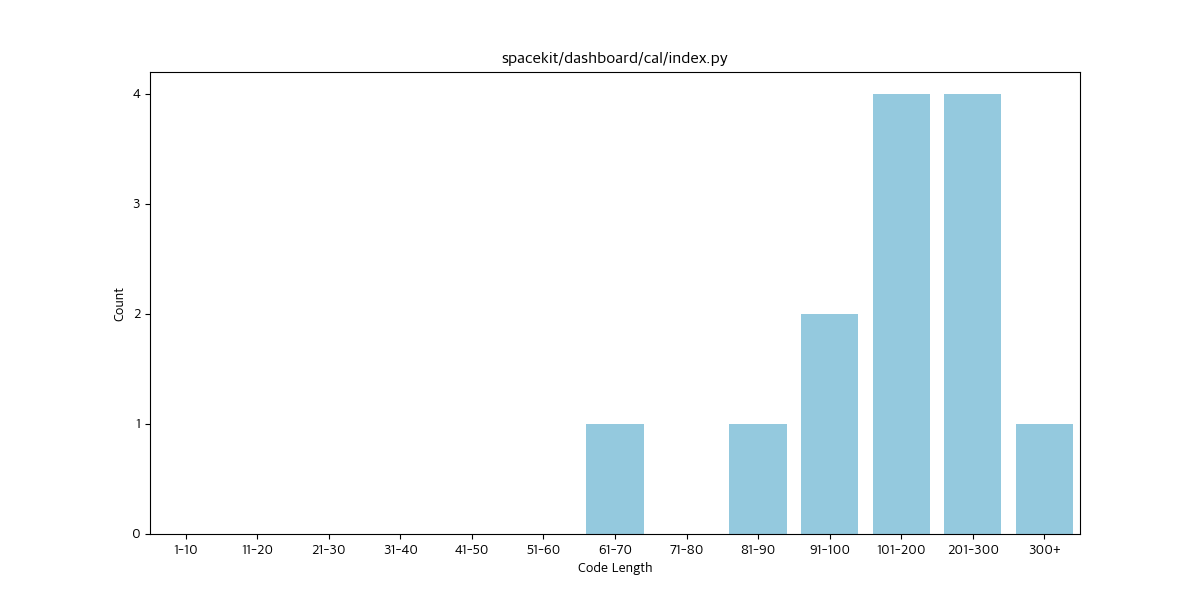 spacekit/dashboard/cal/index.py
4
3
2
1
0
Count
1-10 11-20 21-30 31-40 41-50 51-60 61-70 71-80 81-90 91-100 101-200 201-300 300+
Code Length